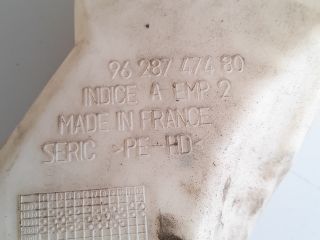 96 287 474 80
INDICE A EMP 2
MADE IN FRANCE
SERIC >PE-HD<